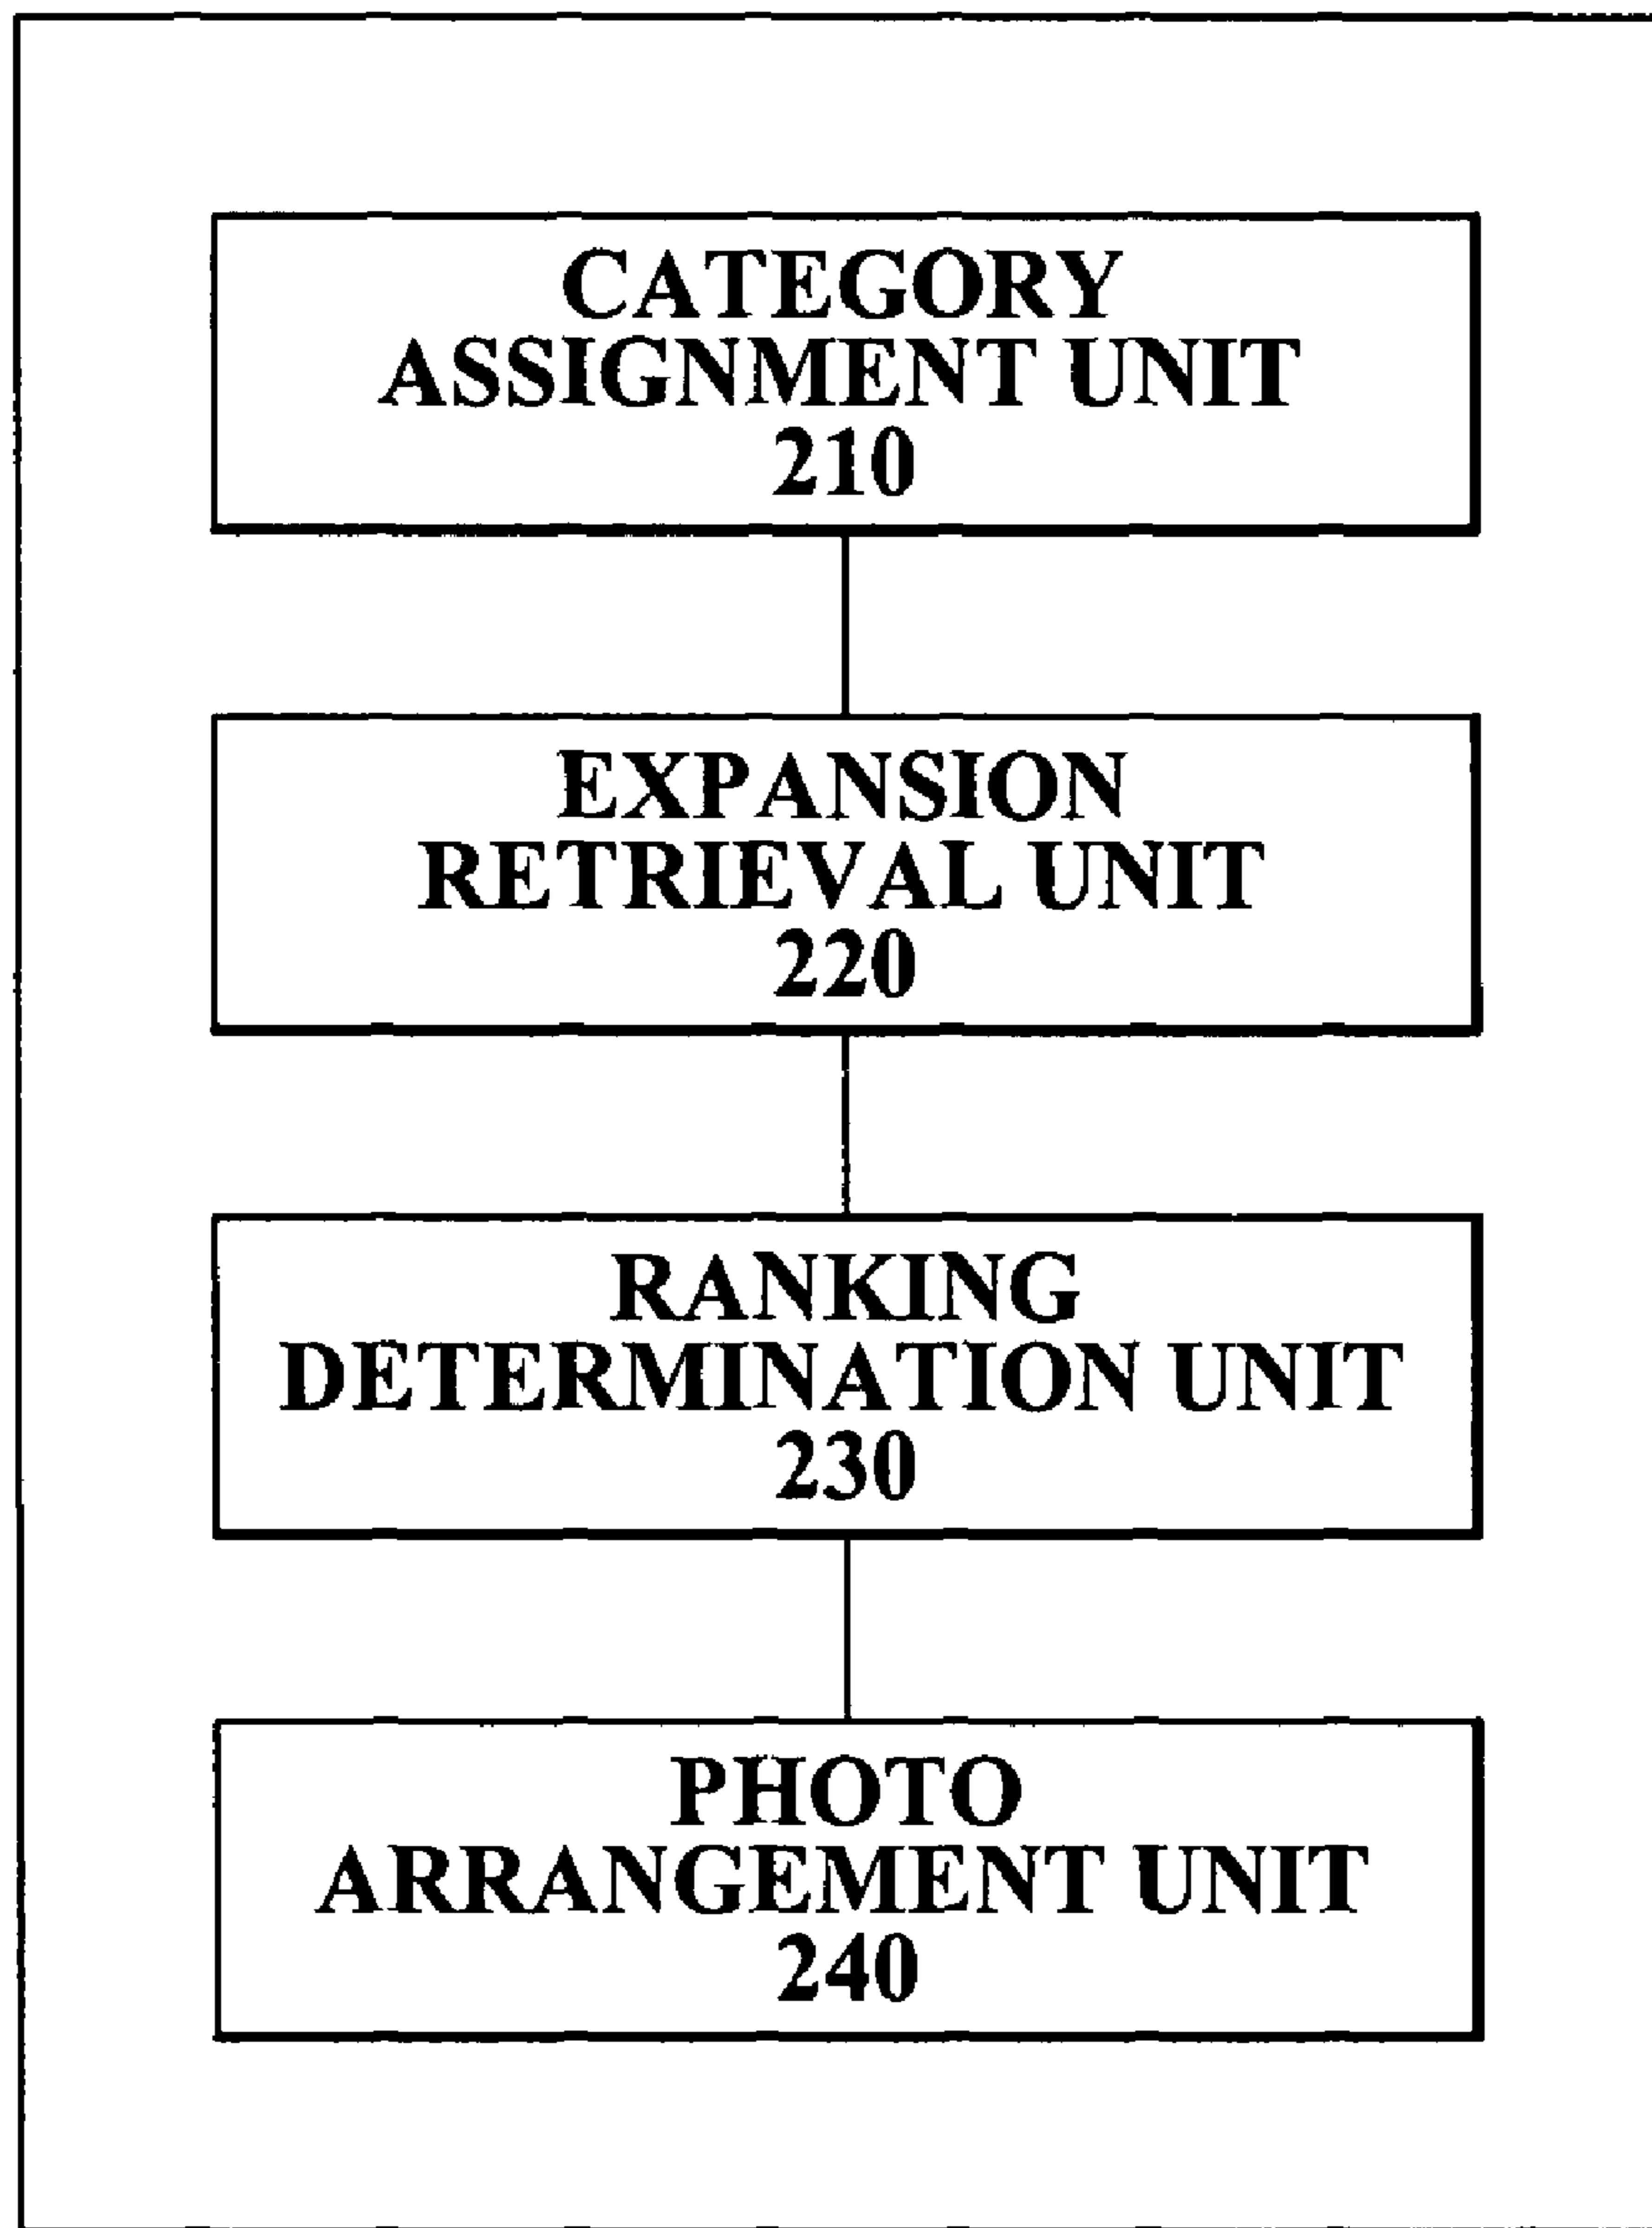 CATEGORY
ASSIGNMENT UNIT
210
EXPANSION
RETRIEVAL UNIT
220
RANKING
DETERMINATION UNIT
230
PHOTO
ARRANGEMENT UNIT
240